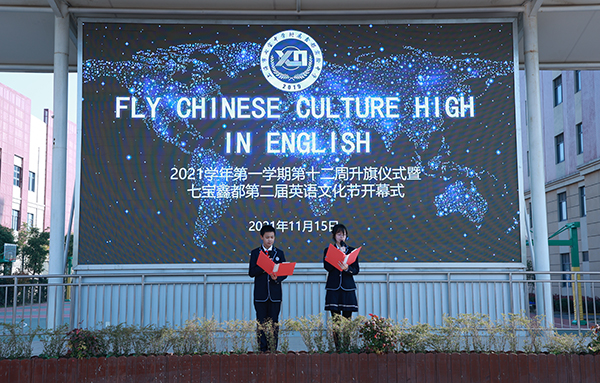 2019
FLY CHINESE CULTURE HIGH
IN ENGLISH
2021学年第一学期第十二周升旗仪式暨
七宝鑫都第二届英语文化节开幕式
2021年11月15日